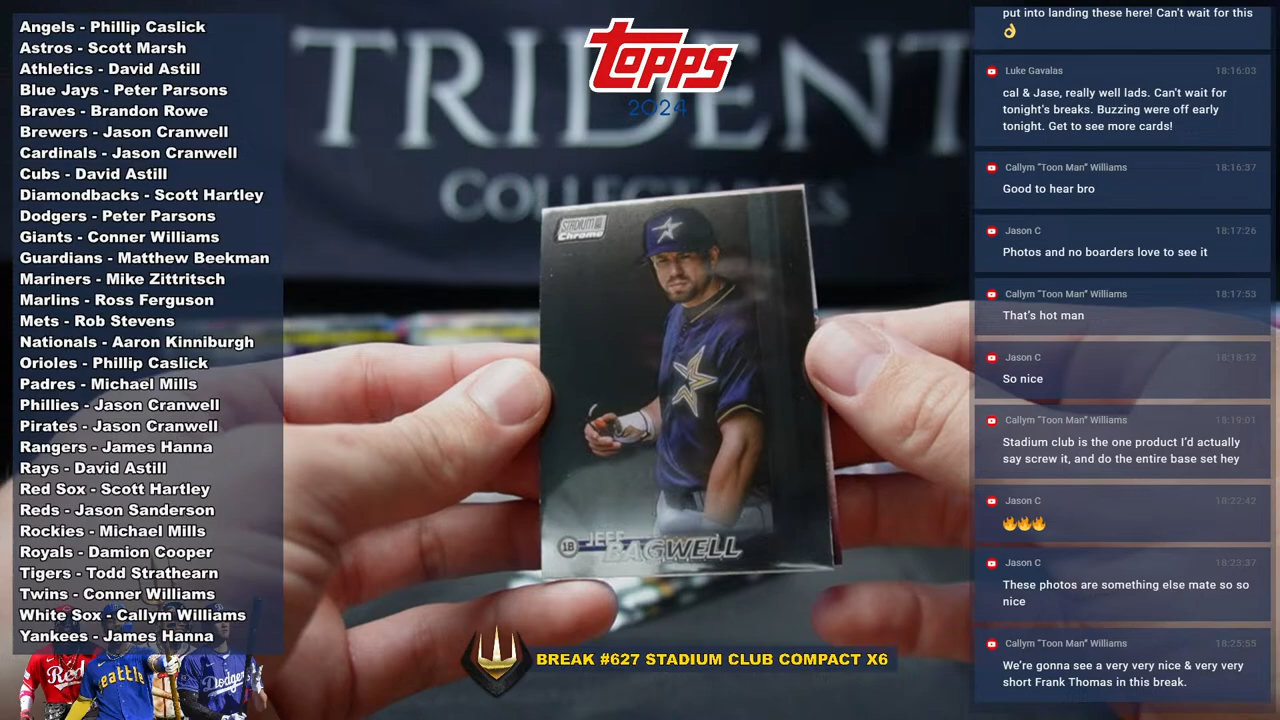 Angels - Phillip Caslick
Astros - Scott Marsh
Athletics - David Astill
Blue Jays - Peter Parsons
Braves - Brandon Rowe
Brewers - Jason Cranwell
Cardinals - Jason Cranwell
Cubs - David Astill
Diamondbacks - Scott Hartley
Dodgers - Peter Parsons
Giants - Conner Williams
Guardians - Matthew Beekman
Mariners - Mike Zittritsch
Marlins - Ross Ferguson
Mets - Rob Stevens
Nationals - Aaron Kinniburgh
Orioles - Phillip Caslick
Padres - Michael Mills
Phillies - Jason Cranwell
Pirates - Jason Cranwell
Rangers - James Hanna
Rays - David Astill
Red Sox - Scott Hartley
Reds - Jason Sanderson
Rockies - Michael Mills
Royals - Damion Cooper
Tigers - Todd Strathearn
Twins - Conner Williams
White Sox - Callym Williams
Yankees - James Hanna
Reds
Seattle
Dodgers
TRIDENT
COLLECTABLES
topps
2024
STADIUM
Chrome
1B
JEFF
BAGWELL
BREAK #627 STADIUM CLUB COMPACT X6
put into landing these here! Can't wait for this
👌
Luke Gavalas 18:16:03
cal & Jase, really well lads. Can't wait for
tonight's breaks. Buzzing were off early
tonight. Get to see more cards!
Callym "Toon Man" Williams 18:16:37
Good to hear bro
Jason C 18:17:26
Photos and no boarders love to see it
Callym "Toon Man" Williams 18:17:53
That's hot man
Jason C 18:18:12
So nice
Callym "Toon Man" Williams 18:19:01
Stadium club is the one product I'd actually
say screw it, and do the entire base set hey
Jason C 18:22:42
🔥🔥🔥
Jason C 18:23:37
These photos are something else mate so so
nice
Callym "Toon Man" Williams 18:25:55
We're gonna see a very very nice & very very
short Frank Thomas in this break.